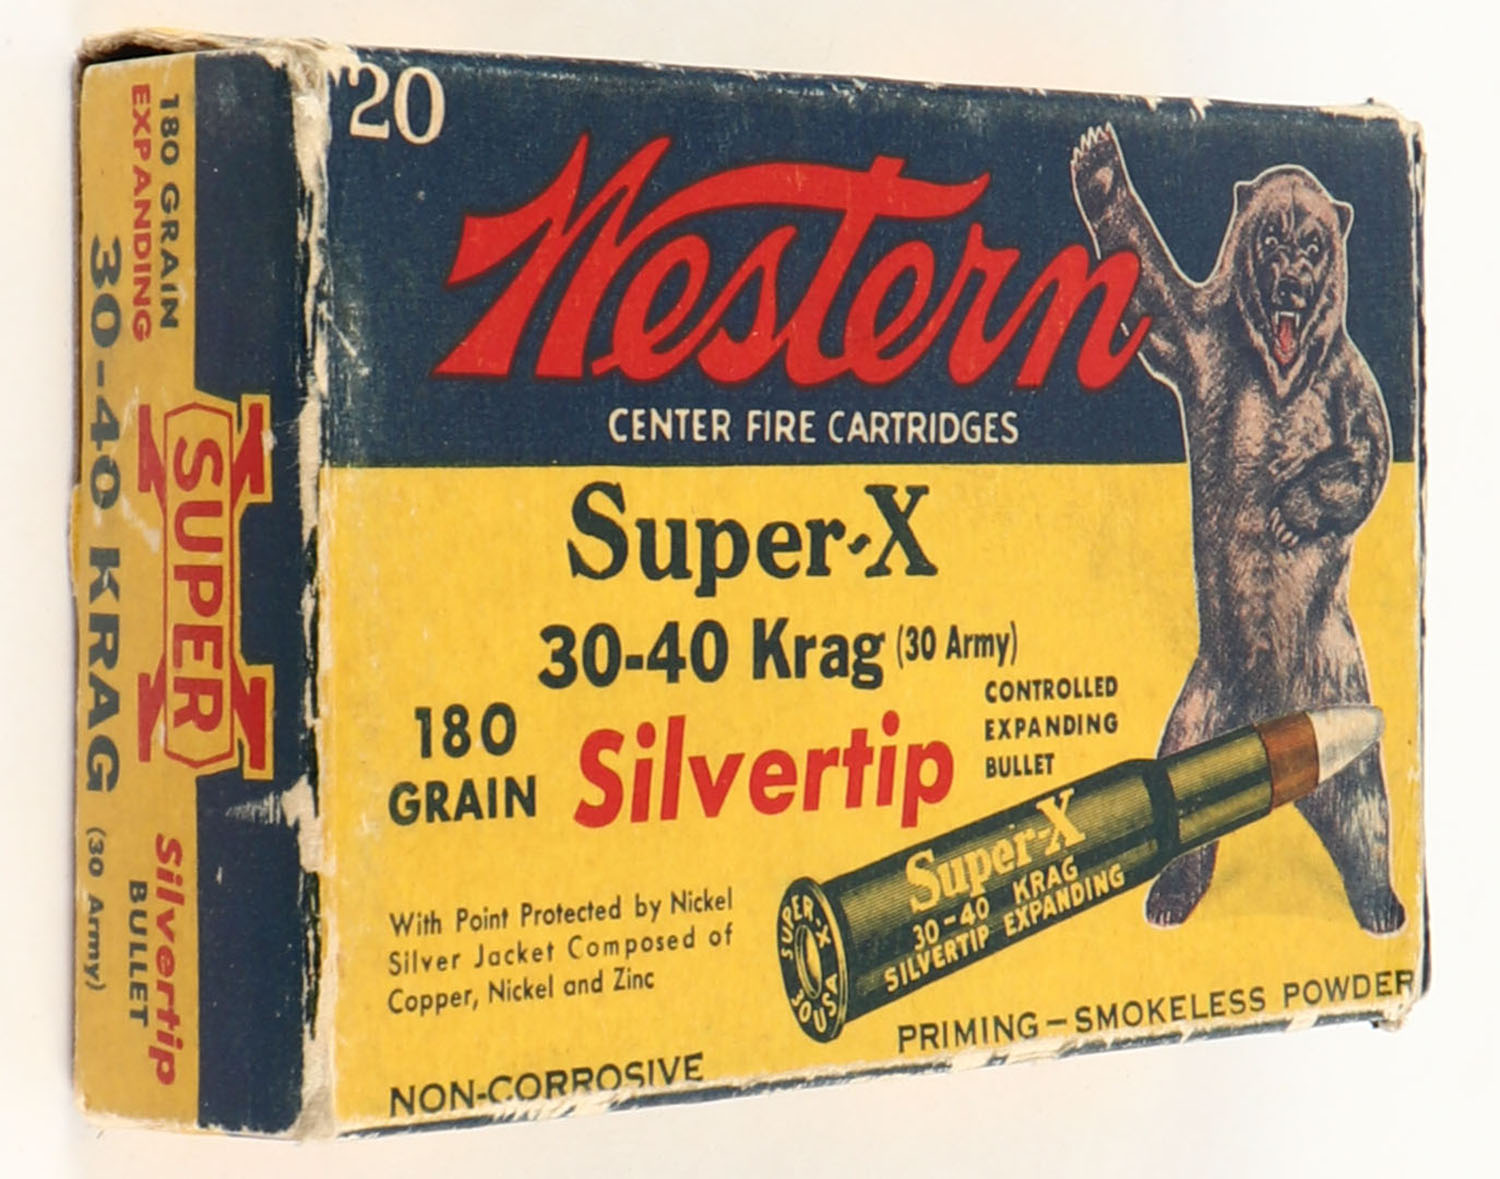 20
Western
CENTER FIRE CARTRIDGES
Super-X
30-40 Krag (30 Army)
180
GRAIN
Silvertip
CONTROLLED
EXPANDING
BULLET
With Point Protected by Nickel
Silver Jacket Composed of
Copper, Nickel and Zinc
Super-X
30-40 KRAG
SILVERTIP EXPANDING
SUPER-X
30 USA
NON-CORROSIVE PRIMING–SMOKELESS POWDER
180 GRAIN
EXPANDING
30-40 KRAG (30 Army)
SUPER
X
Silvertip
BULLET